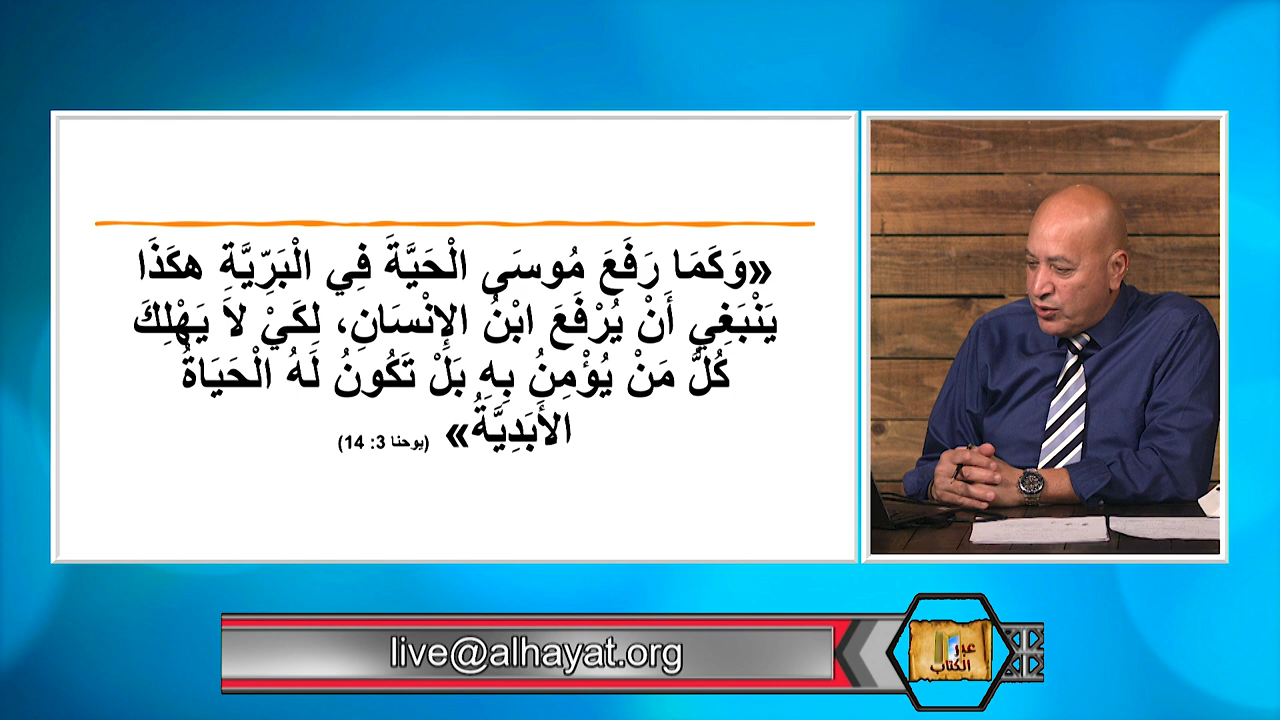 «وَكَمَا رَفَعَ مُوسَى الْحَيَّةَ فِي الْبَرِّيَّةِ هكَذَا
يَنْبَغِي أَنْ يُرْفَعَ ابْنُ الإِنْسَانِ، لِكَيْ لاَ يَهْلِكَ
كُلُّ مَنْ يُؤْمِنُ بِهِ بَلْ تَكُونُ لَهُ الْحَيَاةُ
الأَبَدِيَّةُ» (يوحنا 3: 14)
live@alhayat.org
عبر
الكتاب